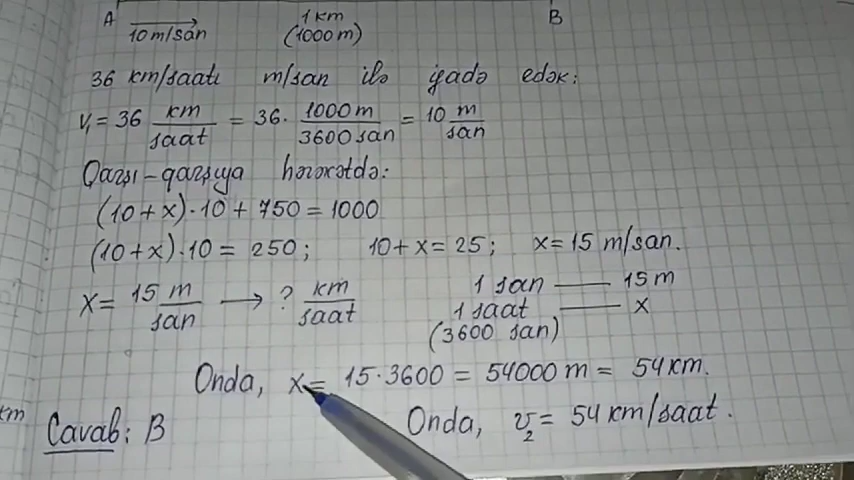 A 10 m/san 1 km B
(1000 m)
36 km/saatı m/san ilə ifadə edək:
V₁ = 36 km/saat = 36 · 1000 m/3600 san = 10 m/san
Qarşı-qarşıya hərəkətdə:
(10 + x) · 10 + 750 = 1000
(10 + x) · 10 = 250; 10 + x = 25; x = 15 m/san.
x = 15 m/san → ? km/saat
1 san — 15 m
1 saat — x
(3600 san)
Onda, x = 15 · 3600 = 54000 m = 54 km.
km
Cavab: B
Onda, v₂ = 54 km/saat.